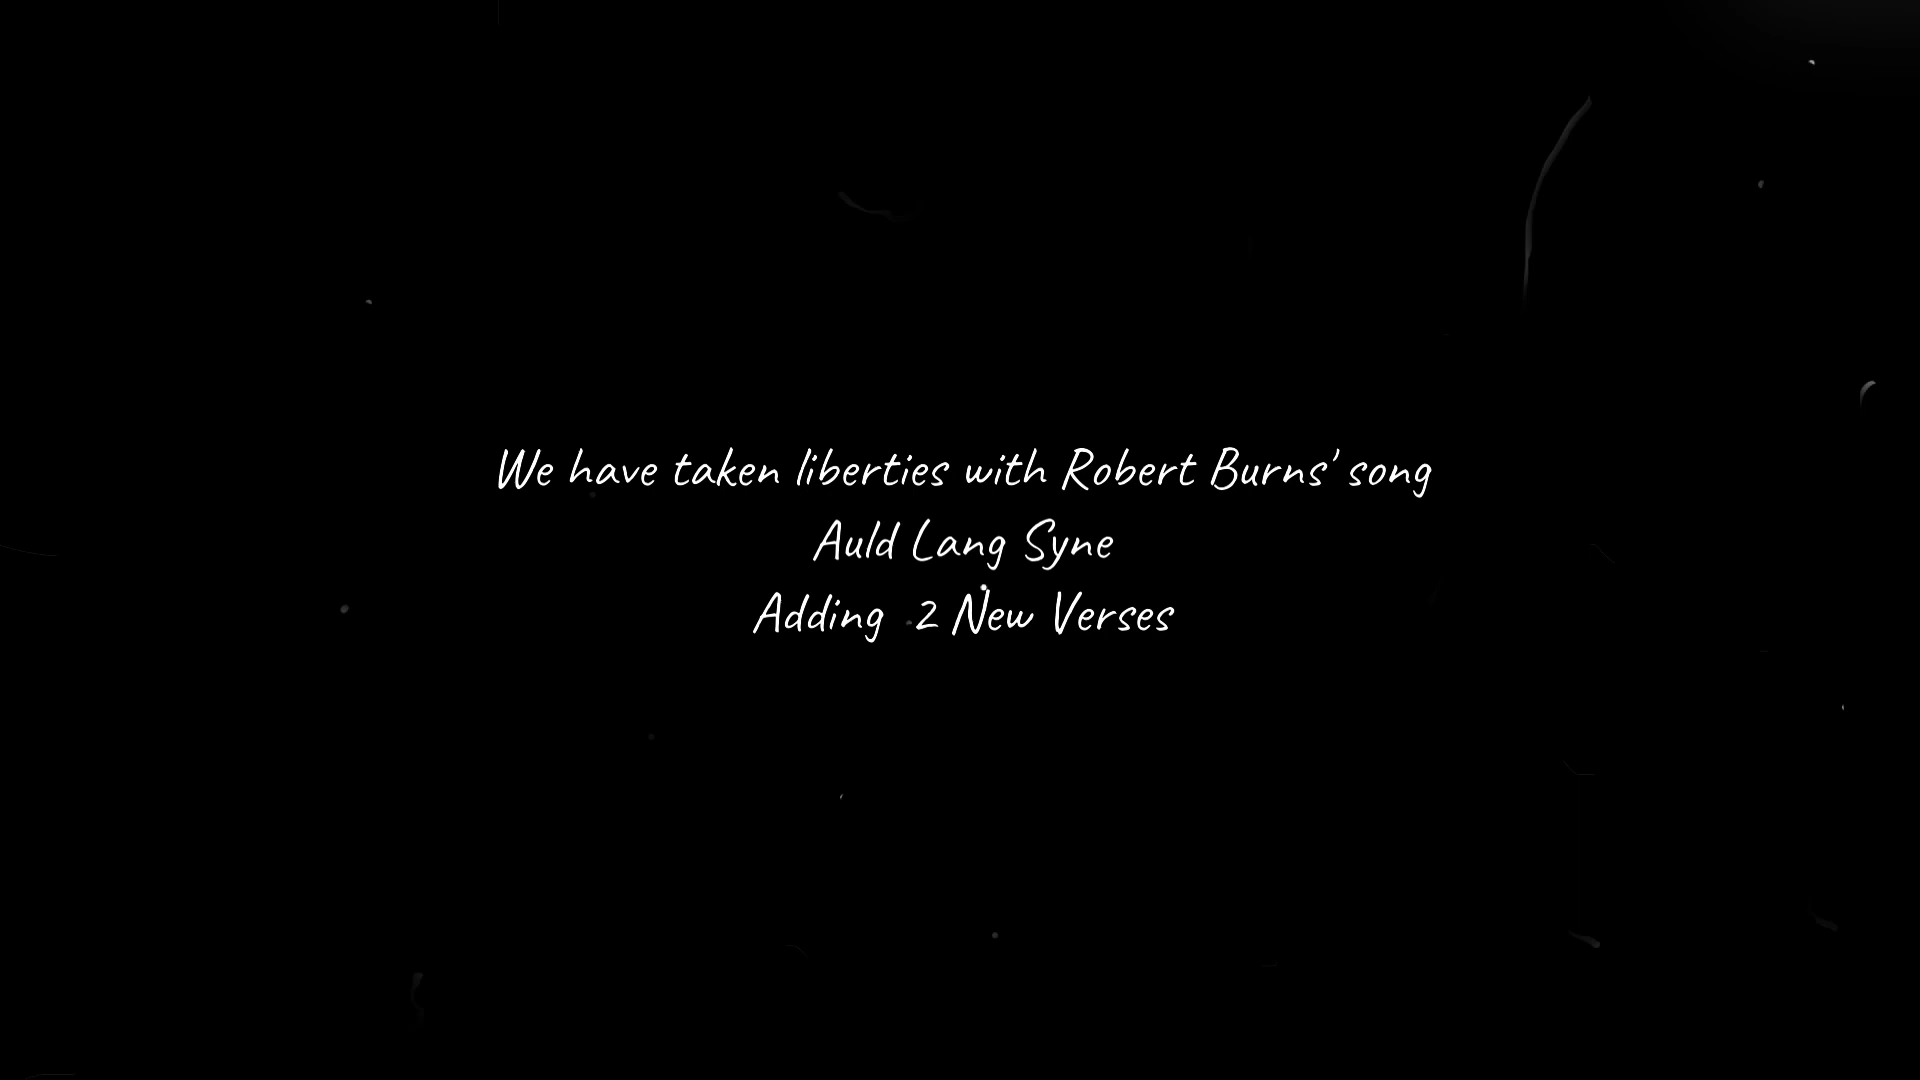 We have taken liberties with Robert Burns' song
Auld Lang Syne
Adding 2 New Verses